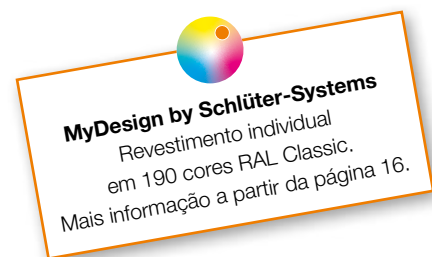 MyDesign by Schlüter-Systems
Revestimento individual
em 190 cores RAL Classic.
Mais informação a partir da página 16.